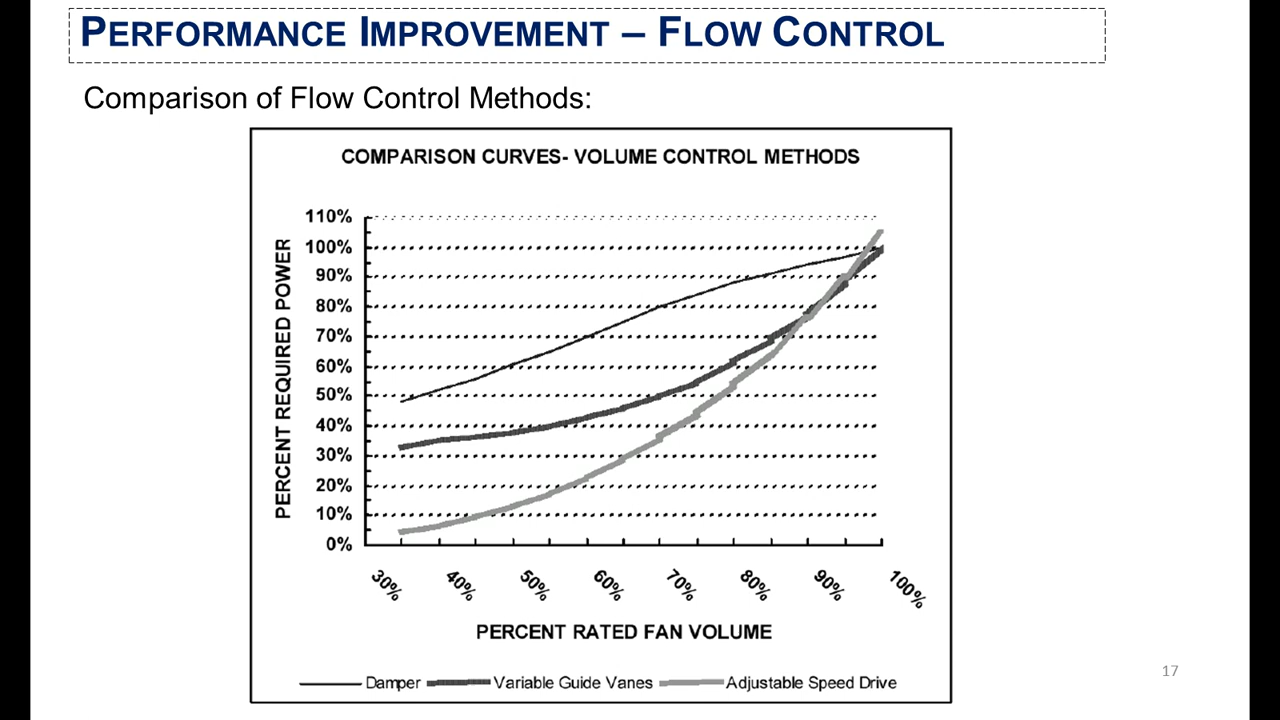 PERFORMANCE IMPROVEMENT – FLOW CONTROL
Comparison of Flow Control Methods:
COMPARISON CURVES- VOLUME CONTROL METHODS
PERCENT REQUIRED POWER
110%
100%
90%
80%
70%
60%
50%
40%
30%
20%
10%
0%
30% 40% 50% 60% 70% 80% 90% 100%
PERCENT RATED FAN VOLUME
Damper Variable Guide Vanes Adjustable Speed Drive
17